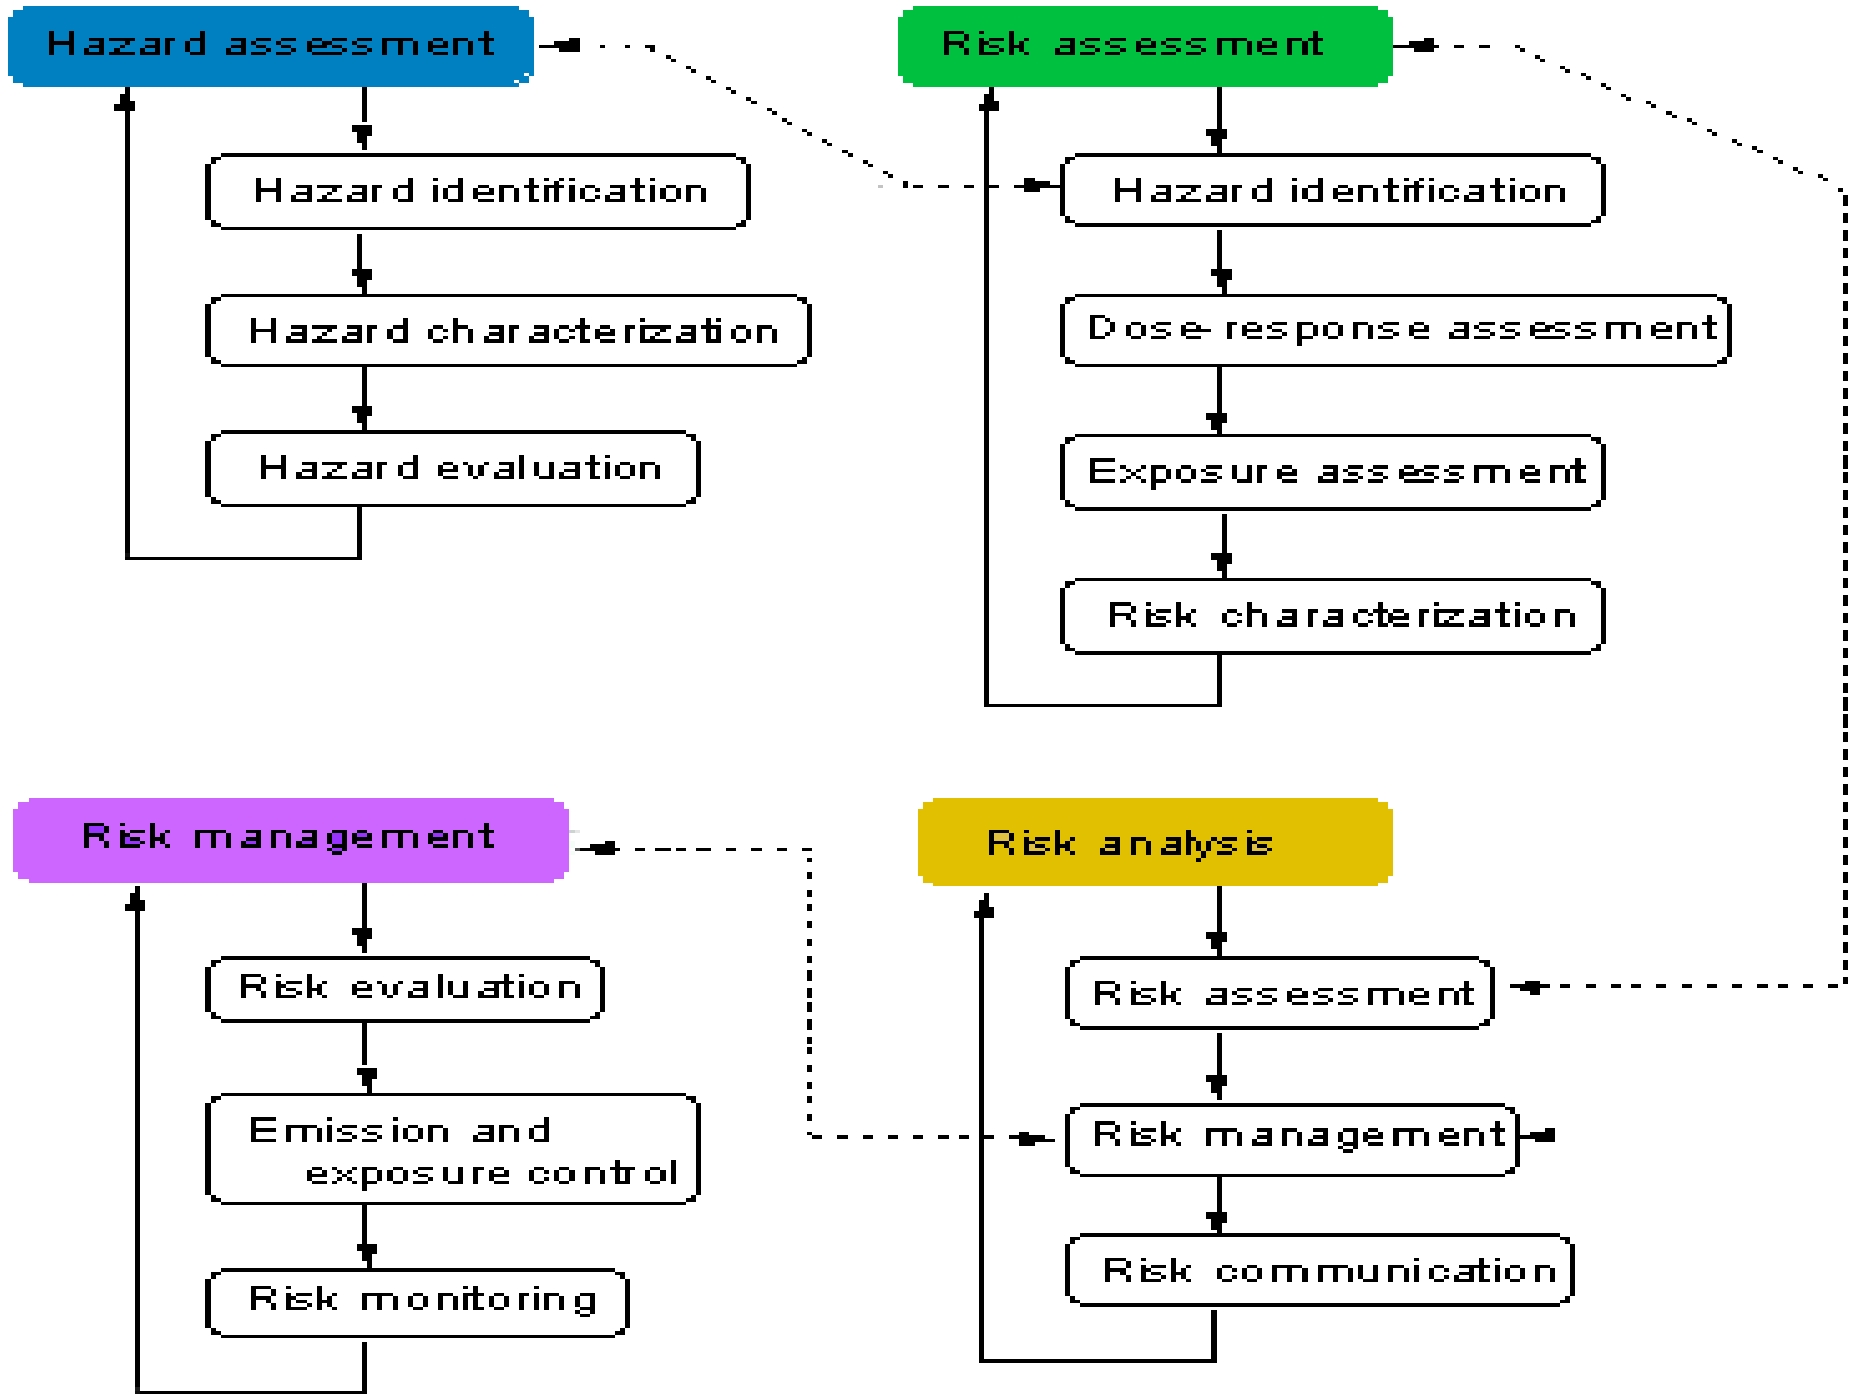 Hazard assessment
Hazard identification
Hazard characterization
Hazard evaluation
Risk assessment
Hazard identification
Dose-response assessment
Exposure assessment
Risk characterization
Risk management
Risk evaluation
Emission and
exposure control
Risk monitoring
Risk analysis
Risk assessment
Risk management
Risk communication